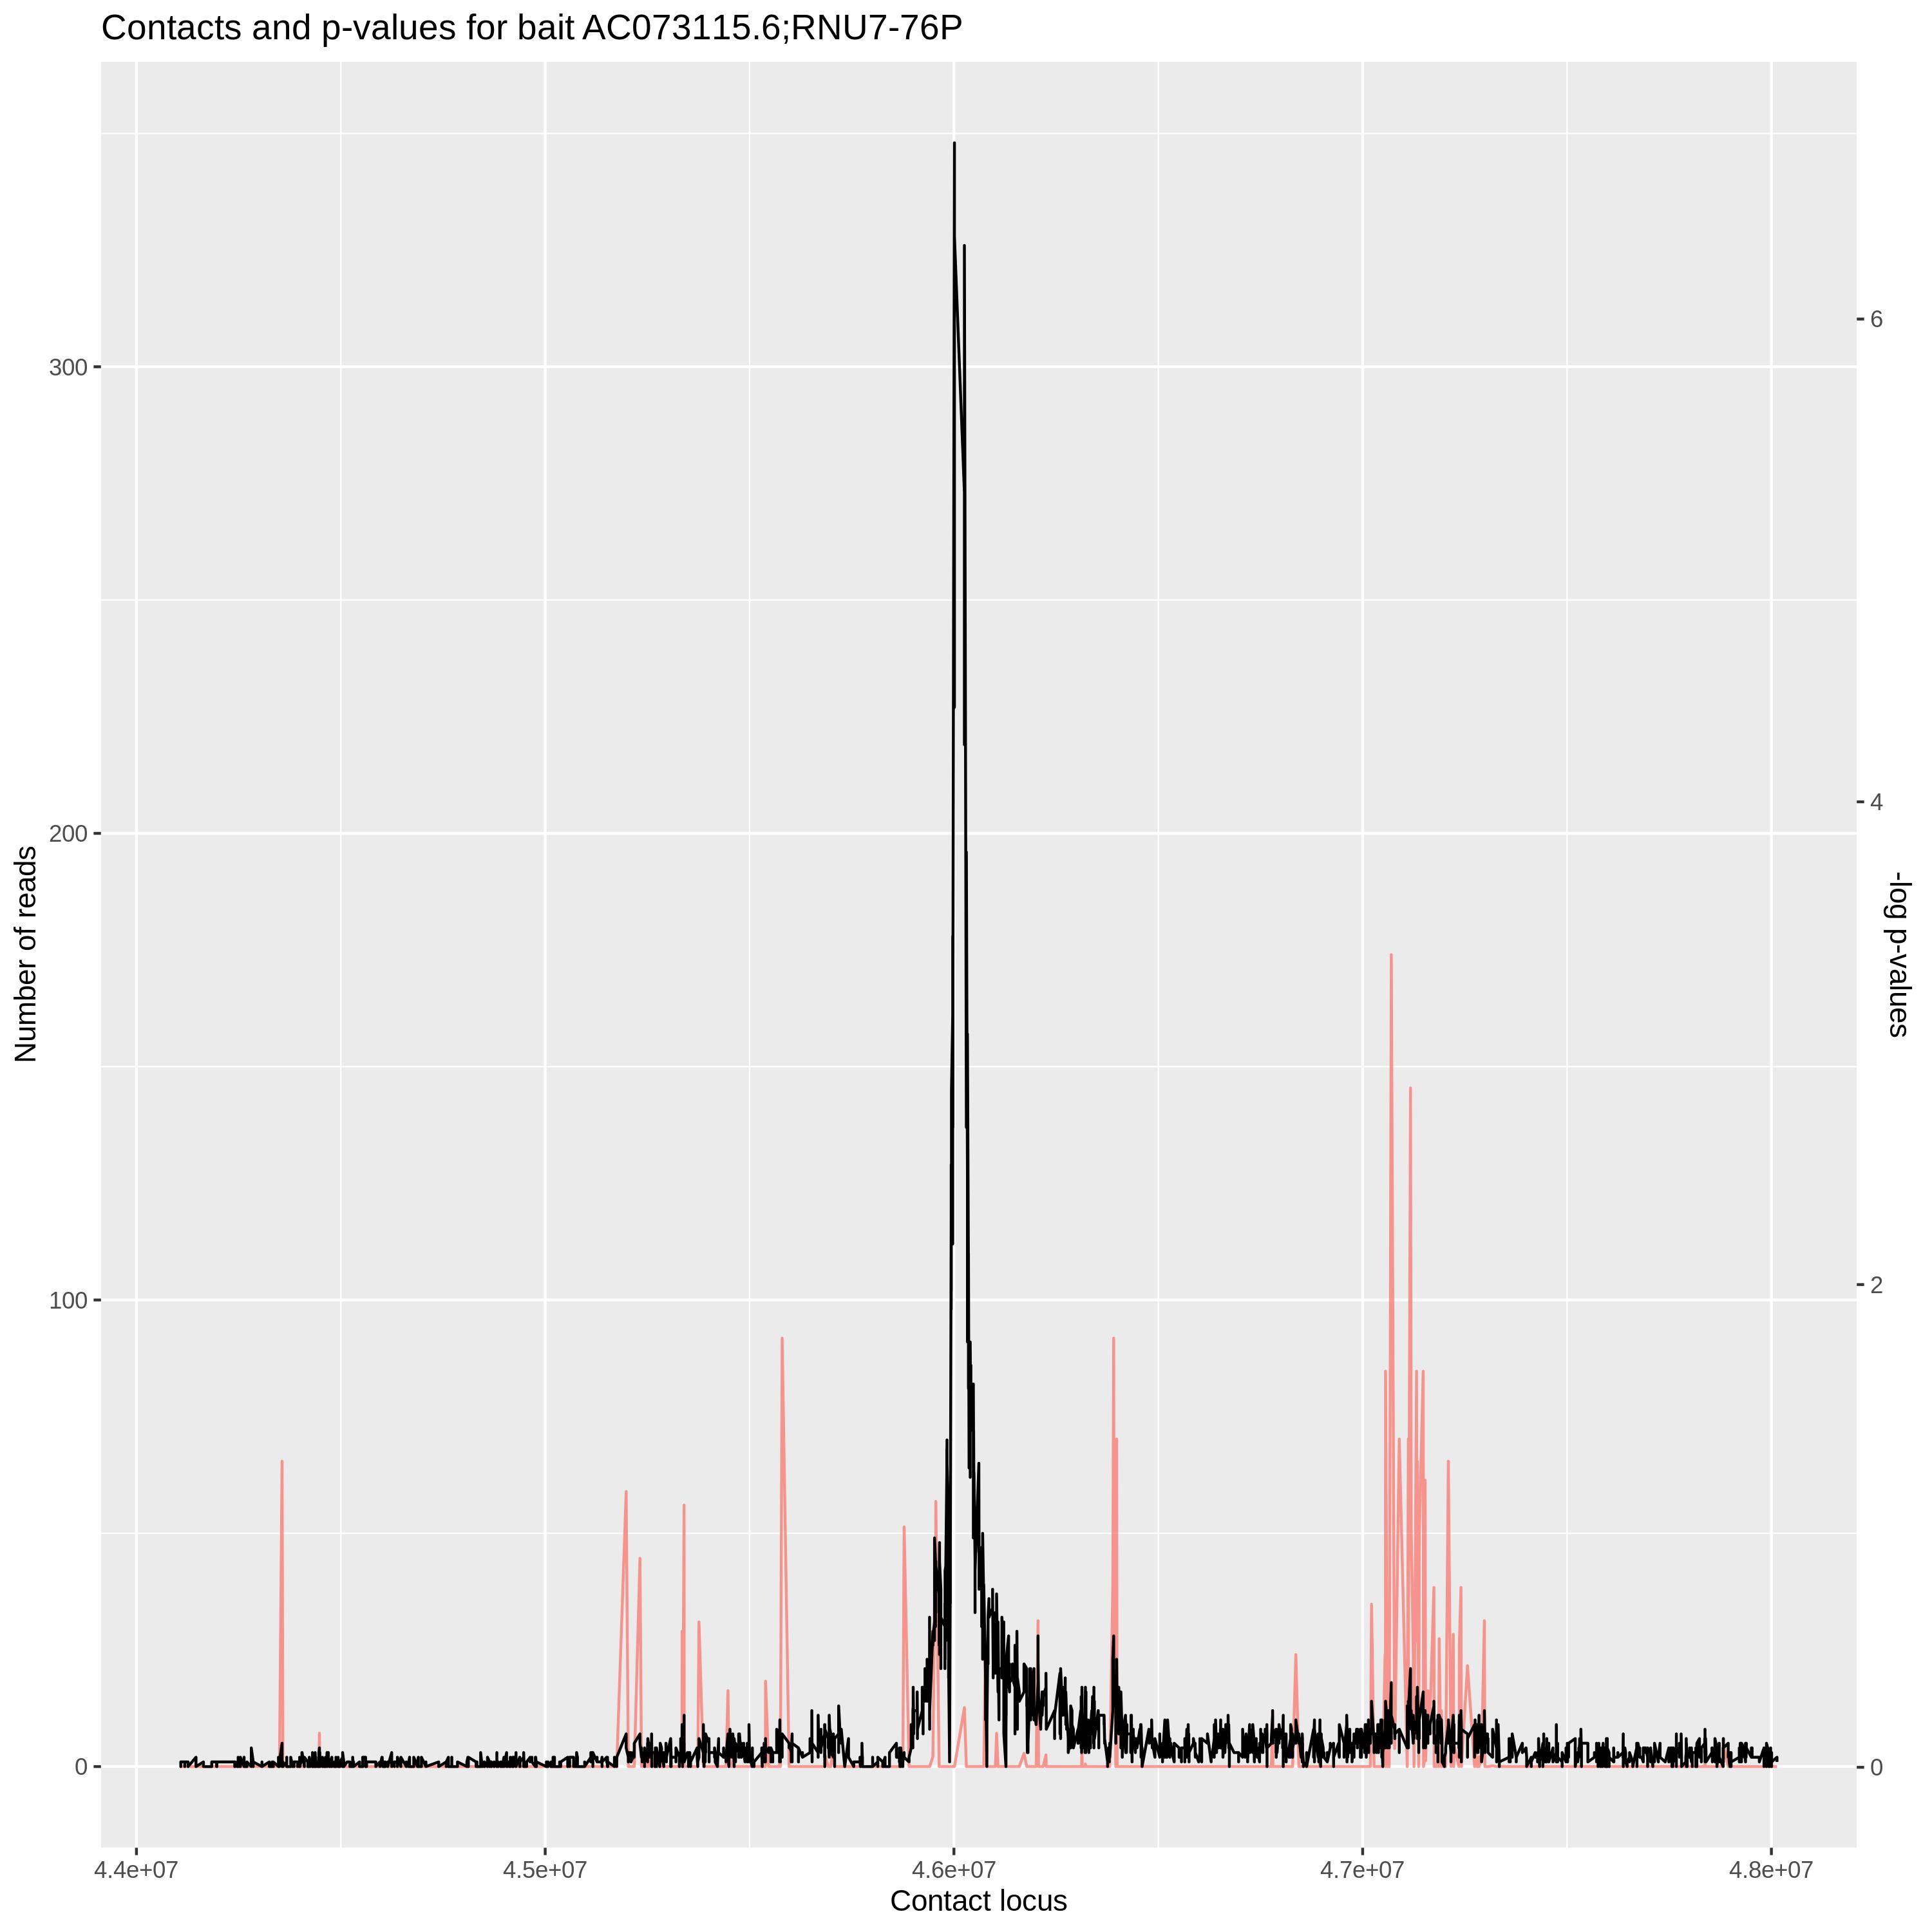 Contacts and p-values for bait AC073115.6;RNU7-76P
300
200
100
0
Number of reads
6
4
2
0
-log p-values
4.4e+07
4.5e+07
4.6e+07
4.7e+07
4.8e+07
Contact locus